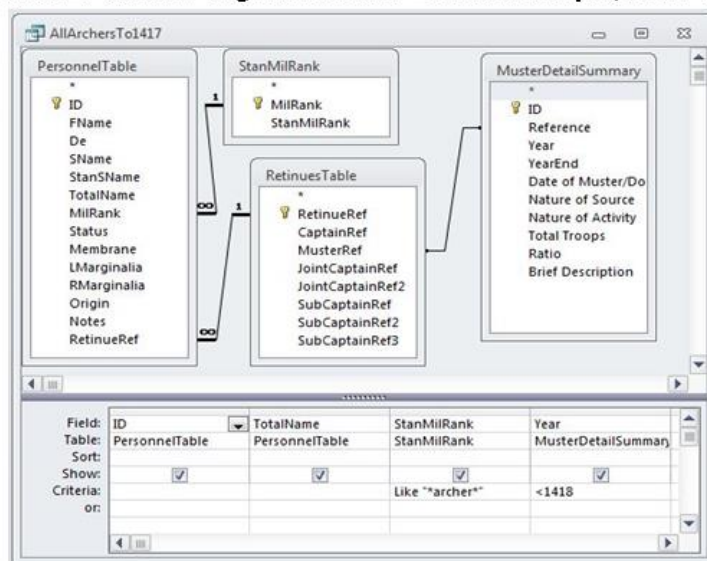 AllArchersTo1417
PersonnelTable
*
ID
FName
De
SName
StanSName
TotalName
MilRank
Status
Membrane
LMarginalia
RMarginalia
Origin
Notes
RetinueRef
StanMilRank
*
MilRank
StanMilRank
1
∞
1
∞
RetinuesTable
*
RetinueRef
CaptainRef
MusterRef
JointCaptainRef
JointCaptainRef2
SubCaptainRef
SubCaptainRef2
SubCaptainRef3
MusterDetailSummary
*
ID
Reference
Year
YearEnd
Date of Muster/Do
Nature of Source
Nature of Activity
Total Troops
Ratio
Brief Description
Field: ID TotalName StanMilRank Year
Table: PersonnelTable PersonnelTable StanMilRank MusterDetailSummary
Sort:
Show:
Criteria: Like "*archer*" <1418
or: